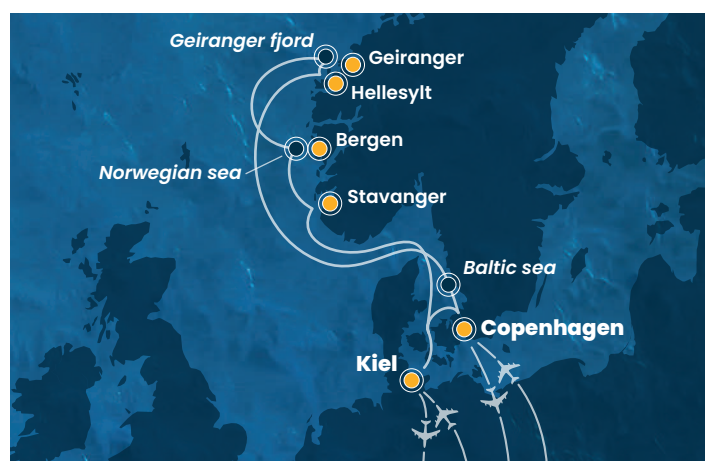 Geiranger fjord
Geiranger
Hellesylt
Bergen
Norwegian sea
Stavanger
Baltic sea
Copenhagen
Kiel